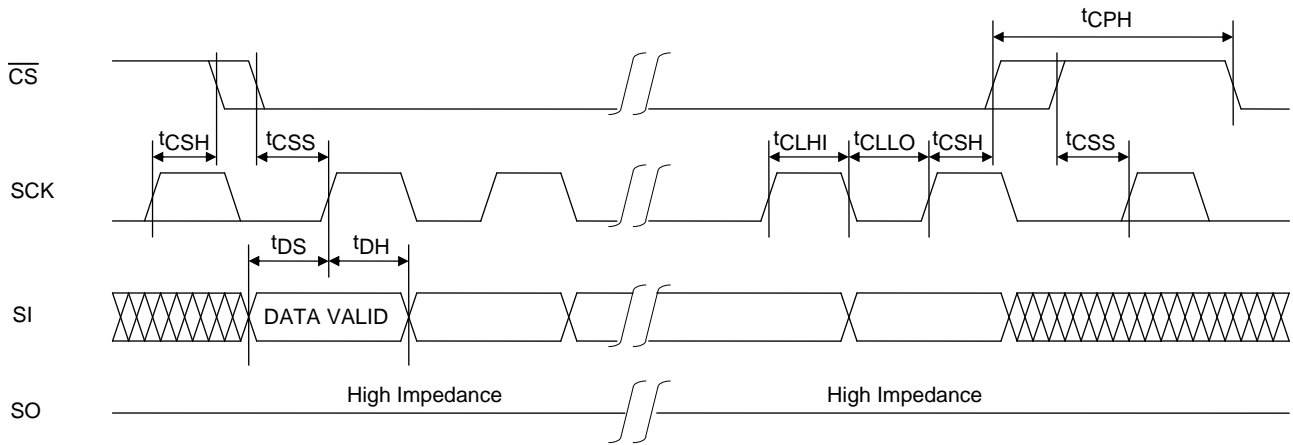 tCPH
CS
tCSH
tCSS
tCLHI
tCLLO
tCSH
tCSS
SCK
tDS
tDH
SI
DATA VALID
High Impedance
High Impedance
SO